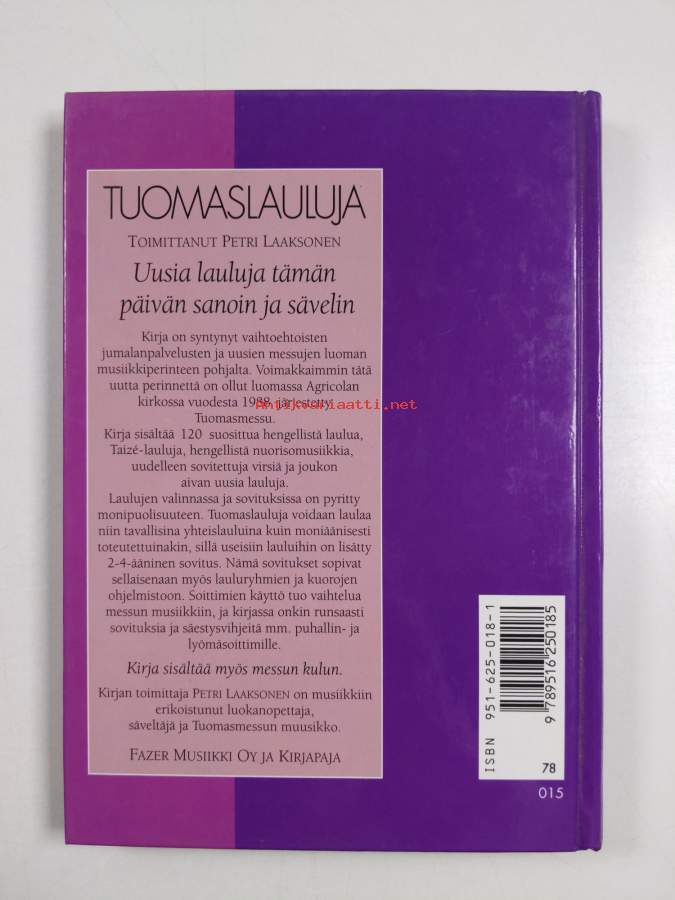 TUOMASLAULUJA
TOIMITTANUT PETRI LAAKSONEN
Uusia lauluja tämän
päivän sanoin ja sävelin
Kirja on syntynyt vaihtoehtoisten
jumalanpalvelusten ja uusien messujen luoman
musiikkiperinteen pohjalta. Voimakkaimmin tätä
uutta perinnettä on ollut luomassa Agricolan
kirkossa vuodesta 1988 järjestetty
Antikvariaatti.net
Tuomasmessu.
Kirja sisältää 120 suosittua hengellistä laulua,
Taizé-lauluja, hengellistä nuorisomusiikkia,
uudelleen sovitettuja virsiä ja joukon
aivan uusia lauluja.
Laulujen valinnassa ja sovituksissa on pyritty
monipuolisuuteen. Tuomaslauluja voidaan laulaa
niin tavallisina yhteislauluina kuin moniäänisesti
toteutettuinakin, sillä useisiin lauluihin on lisätty
2-4-ääninen sovitus. Nämä sovitukset sopivat
sellaisenaan myös lauluryhmien ja kuorojen
ohjelmistoon. Soittimien käyttö tuo vaihtelua
messun musiikkiin, ja kirjassa onkin runsaasti
sovituksia ja säestysvihjeitä mm. puhallin- ja
lyömäsoittimille.
Kirja sisältää myös messun kulun.
Kirjan toimittaja PETRI LAAKSONEN on musiikkiin
erikoistunut luokanopettaja,
säveltäjä ja Tuomasmessun muusikko.
FAZER MUSIIKKI OY JA KIRJAPAJA
ISBN 951-625-018-1
9 789516 250185
78
015